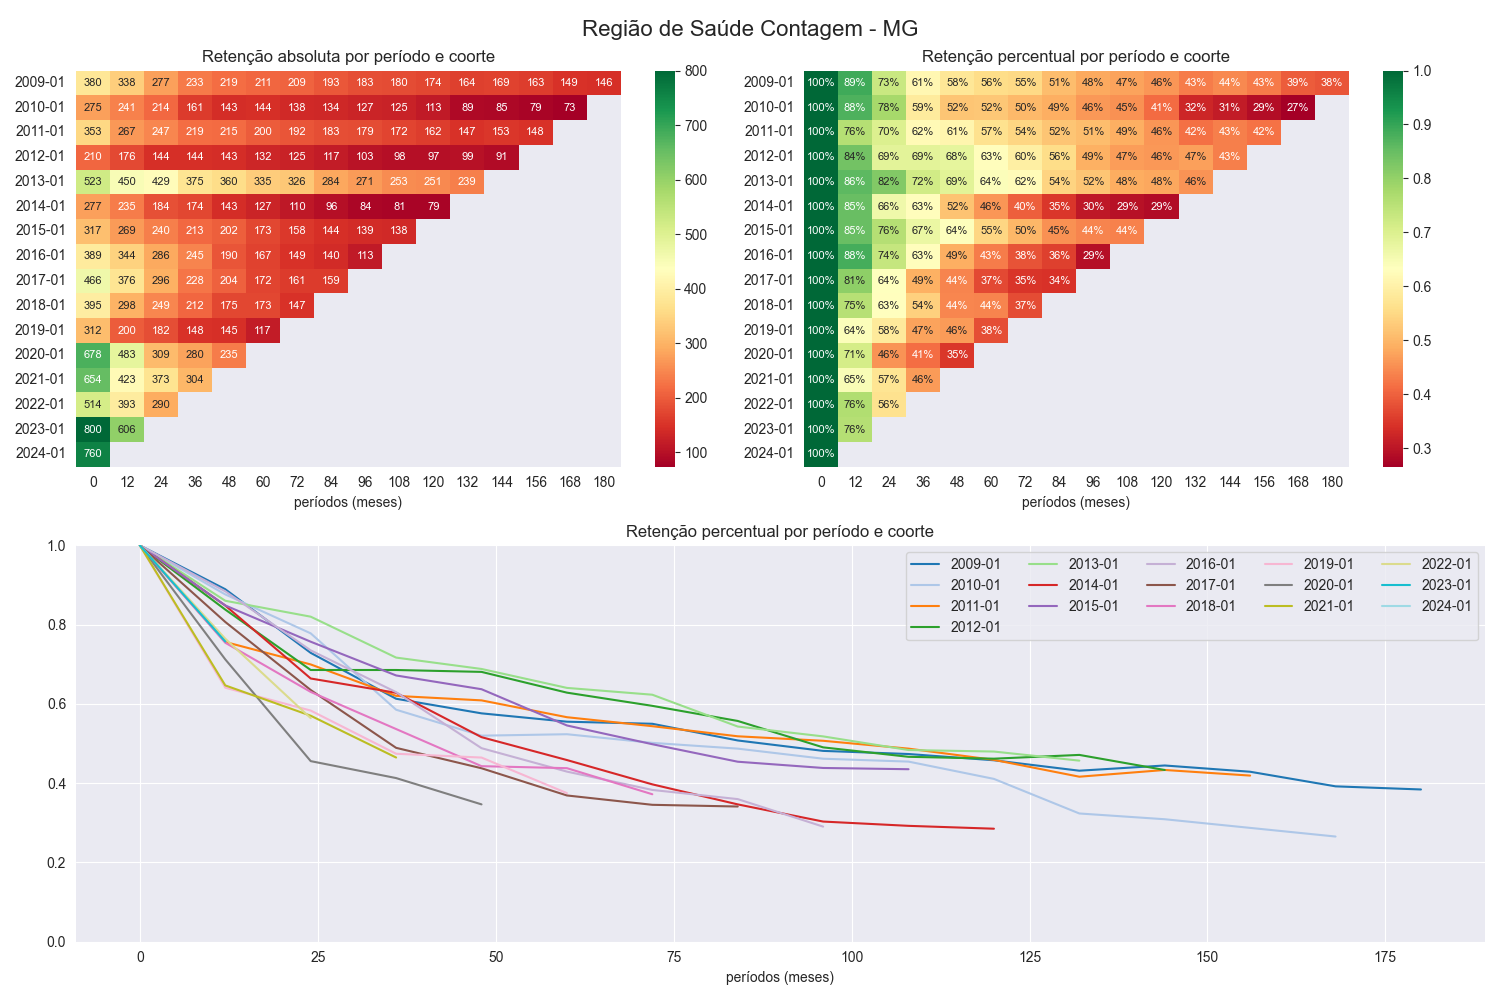 Região de Saúde Contagem - MG
Retenção absoluta por período e coorte
2009-01 380 338 277 233 219 211 209 193 183 180 174 164 169 163 149 146
2010-01 275 241 214 161 143 144 138 134 127 125 113 89 85 79 73
2011-01 353 267 247 219 215 200 192 183 179 172 162 147 153 148
2012-01 210 176 144 144 143 132 125 117 103 98 97 99 91
2013-01 523 450 429 375 360 335 326 284 271 253 251 239
2014-01 277 235 184 174 143 127 110 96 84 81 79
2015-01 317 269 240 213 202 173 158 144 139 138
2016-01 389 344 286 245 190 167 149 140 113
2017-01 466 376 296 228 204 172 161 159
2018-01 395 298 249 212 175 173 147
2019-01 312 200 182 148 145 117
2020-01 678 483 309 280 235
2021-01 654 423 373 304
2022-01 514 393 290
2023-01 800 606
2024-01 760
0 12 24 36 48 60 72 84 96 108 120 132 144 156 168 180
períodos (meses)
800
700
600
500
400
300
200
100
Retenção percentual por período e coorte
2009-01 100% 89% 73% 61% 58% 56% 55% 51% 48% 47% 46% 43% 44% 43% 39% 38%
2010-01 100% 88% 78% 59% 52% 52% 50% 49% 46% 45% 41% 32% 31% 29% 27%
2011-01 100% 76% 70% 62% 61% 57% 54% 52% 51% 49% 46% 42% 43% 42%
2012-01 100% 84% 69% 69% 68% 63% 60% 56% 49% 47% 46% 47% 43%
2013-01 100% 86% 82% 72% 69% 64% 62% 54% 52% 48% 48% 46%
2014-01 100% 85% 66% 63% 52% 46% 40% 35% 30% 29% 29%
2015-01 100% 85% 76% 67% 64% 55% 50% 45% 44% 44%
2016-01 100% 88% 74% 63% 49% 43% 38% 36% 29%
2017-01 100% 81% 64% 49% 44% 37% 35% 34%
2018-01 100% 75% 63% 54% 44% 44% 37%
2019-01 100% 64% 58% 47% 46% 38%
2020-01 100% 71% 46% 41% 35%
2021-01 100% 65% 57% 46%
2022-01 100% 76% 56%
2023-01 100% 76%
2024-01 100%
0 12 24 36 48 60 72 84 96 108 120 132 144 156 168 180
períodos (meses)
1.0
0.9
0.8
0.7
0.6
0.5
0.4
0.3
Retenção percentual por período e coorte
1.0
0.8
0.6
0.4
0.2
0.0
2009-01 2013-01 2016-01 2019-01 2022-01
2010-01 2014-01 2017-01 2020-01 2023-01
2011-01 2015-01 2018-01 2021-01 2024-01
2012-01
0 25 50 75 100 125 150 175
períodos (meses)